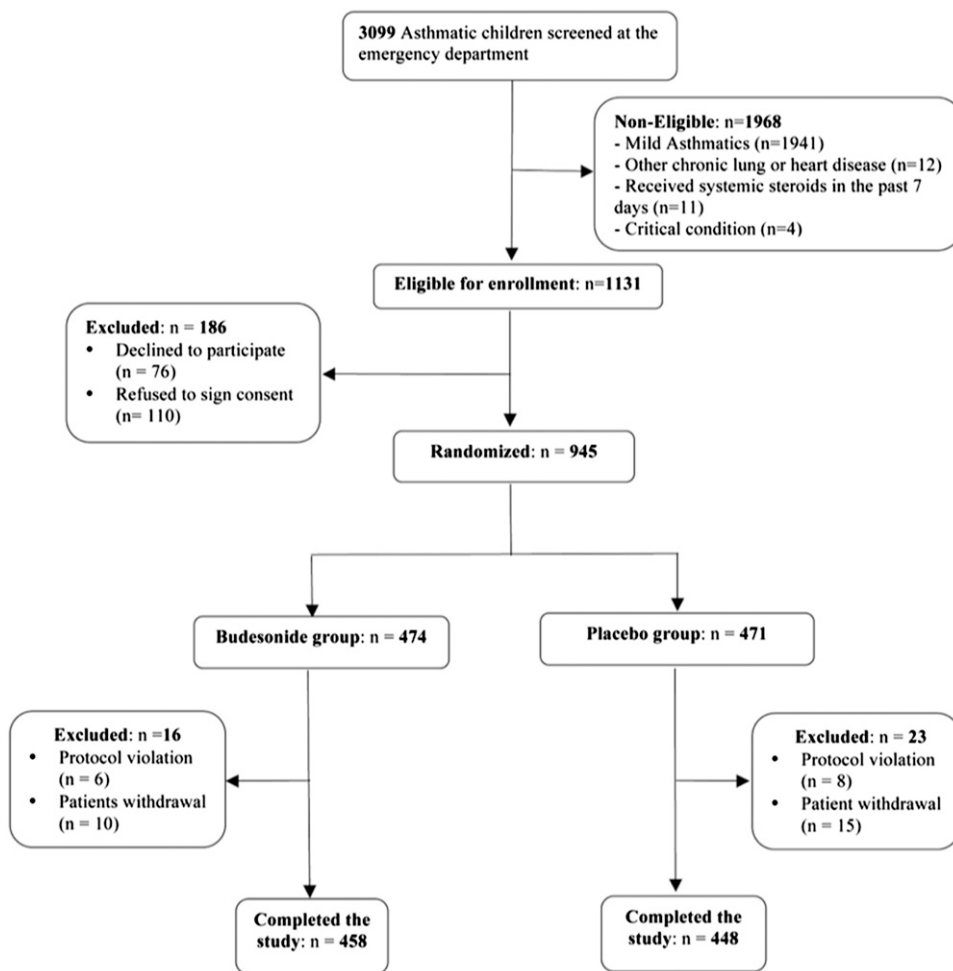 3099 Asthmatic children screened at the
emergency department
Non-Eligible: n=1968
- Mild Asthmatics (n=1941)
- Other chronic lung or heart disease (n=12)
- Received systemic steroids in the past 7
days (n=11)
- Critical condition (n=4)
Eligible for enrollment: n=1131
Excluded: n = 186
• Declined to participate
(n = 76)
• Refused to sign consent
(n= 110)
Randomized: n = 945
Budesonide group: n = 474
Placebo group: n = 471
Excluded: n =16
• Protocol violation
(n = 6)
• Patients withdrawal
(n = 10)
Excluded: n = 23
• Protocol violation
(n = 8)
• Patient withdrawal
(n = 15)
Completed the
study: n = 458
Completed the
study: n = 448